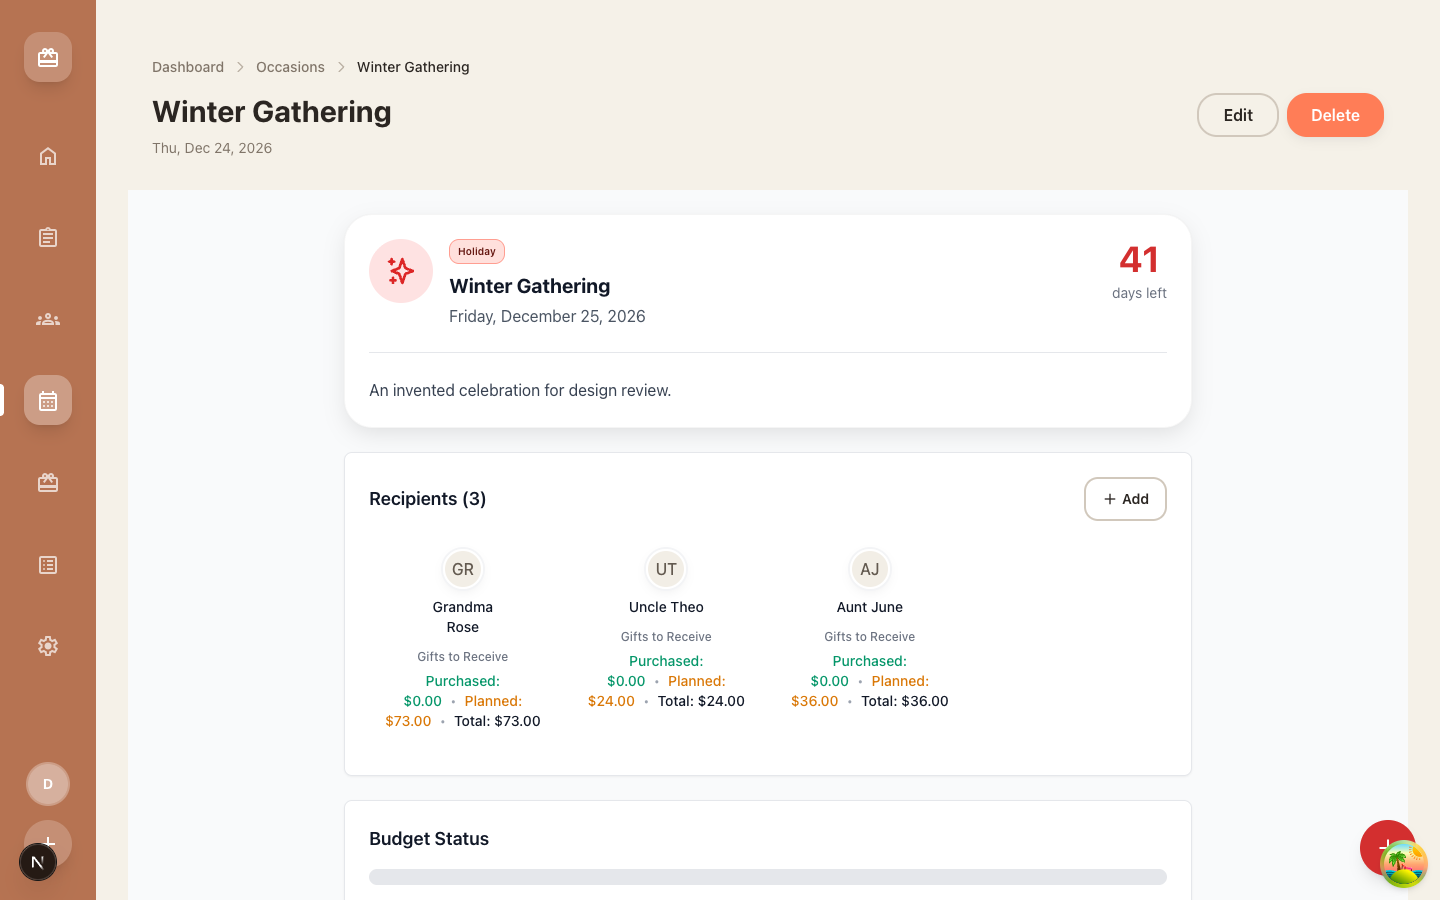 Dashboard > Occasions > Winter Gathering
Winter Gathering
Thu, Dec 24, 2026
Edit
Delete
Holiday
Winter Gathering
Friday, December 25, 2026
41
days left
An invented celebration for design review.
Recipients (3)
+ Add
GR
Grandma
Rose
Gifts to Receive
Purchased:
$0.00 • Planned:
$73.00 • Total: $73.00
UT
Uncle Theo
Gifts to Receive
Purchased:
$0.00 • Planned:
$24.00 • Total: $24.00
AJ
Aunt June
Gifts to Receive
Purchased:
$0.00 • Planned:
$36.00 • Total: $36.00
Budget Status
D
N